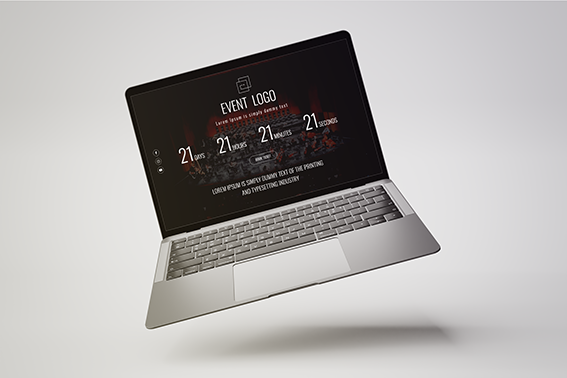 EVENT LOGO
Lorem Ipsum is simply dummy text
21 DAYS 21 HOURS 21 MINUTES 21 SECONDS
LOREM IPSUM IS SIMPLY DUMMY TEXT OF THE PRINTING
AND TYPESETTING INDUSTRY